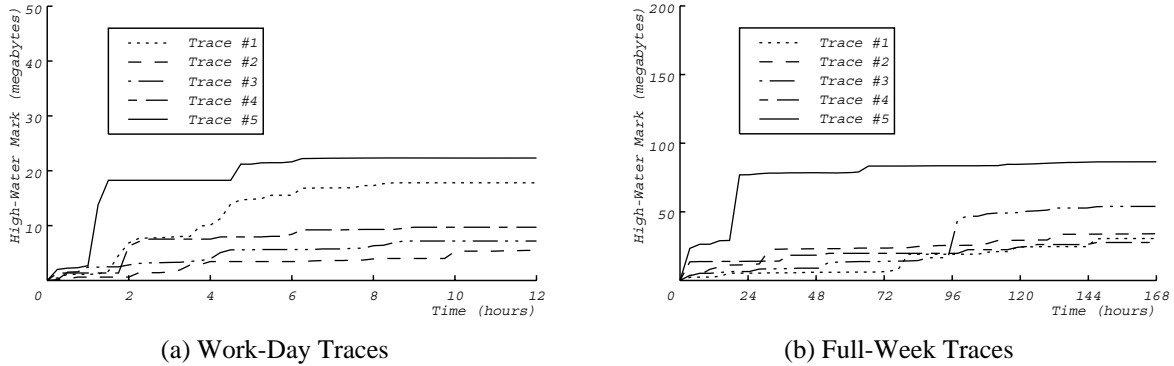 High-Water Mark (megabytes)
50
40
30
20
10
0
Trace #1
Trace #2
Trace #3
Trace #4
Trace #5
0 2 4 6 8 10 12
Time (hours)
(a) Work-Day Traces
High-Water Mark (megabytes)
200
150
100
50
0
Trace #1
Trace #2
Trace #3
Trace #4
Trace #5
24 48 72 96 120 144 168
Time (hours)
(b) Full-Week Traces